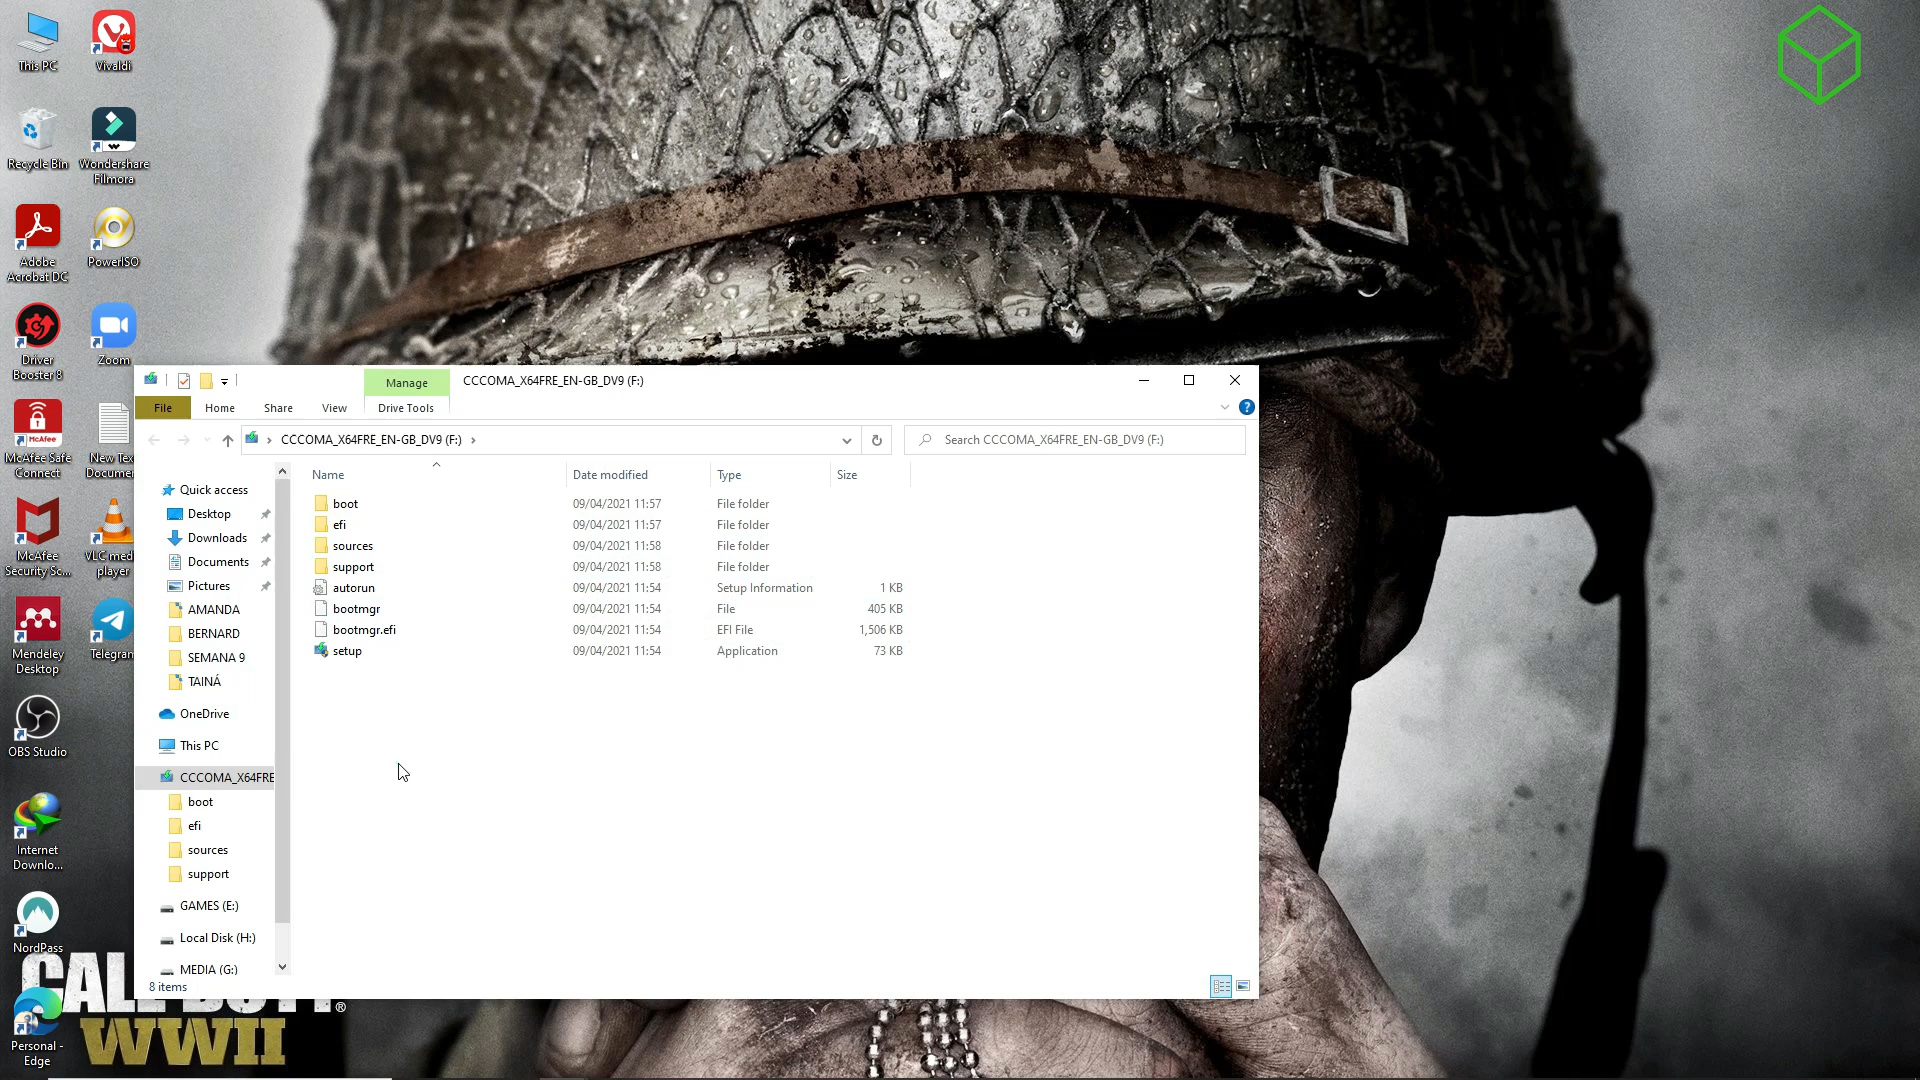 This PC
Vivaldi
Recycle Bin
Wondershare
Filmora
Adobe
Acrobat DC
PowerISO
Driver
Booster 8
Zoom
McAfee Safe
Connect
New Tex
Documen
McAfee
Security Sc...
VLC med
player
Mendeley
Desktop
Telegram
OBS Studio
Internet
Downlo...
NordPass
Personal -
Edge
McAfee
Manage
CCCOMA_X64FRE_EN-GB_DV9 (F:)
File
Home
Share
View
Drive Tools
CCCOMA_X64FRE_EN-GB_DV9 (F:)
Search CCCOMA_X64FRE_EN-GB_DV9 (F:)
Name
Date modified
Type
Size
Quick access
Desktop
Downloads
Documents
Pictures
AMANDA
BERNARD
SEMANA 9
TAINÁ
OneDrive
This PC
CCCOMA_X64FRE
boot
efi
sources
support
GAMES (E:)
Local Disk (H:)
MEDIA (G:)
boot 09/04/2021 11:57 File folder
efi 09/04/2021 11:57 File folder
sources 09/04/2021 11:58 File folder
support 09/04/2021 11:58 File folder
autorun 09/04/2021 11:54 Setup Information 1 KB
bootmgr 09/04/2021 11:54 File 405 KB
bootmgr.efi 09/04/2021 11:54 EFI File 1,506 KB
setup 09/04/2021 11:54 Application 73 KB
8 items
WWII